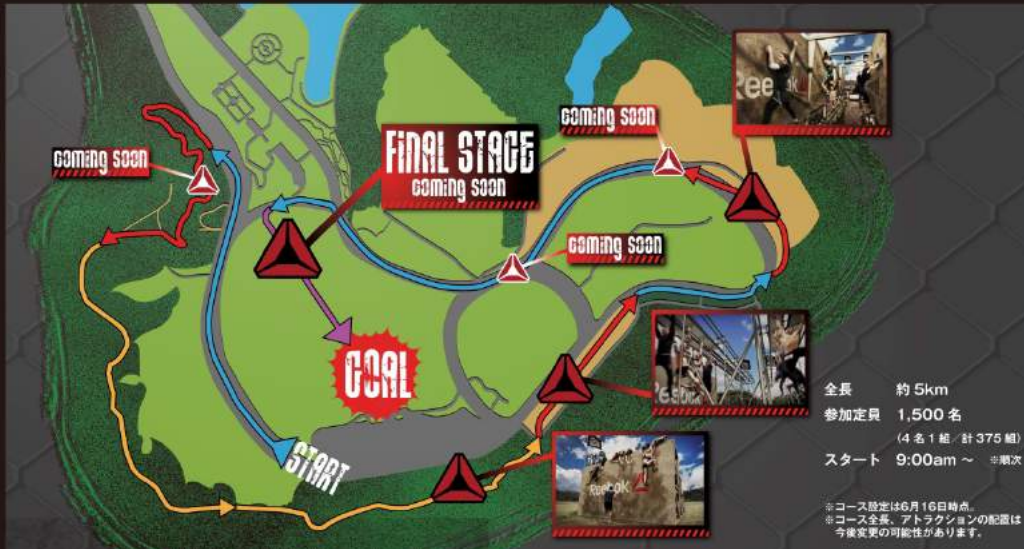 coming soon
FINAL STAGE
coming soon
coming soon
coming soon
GOAL
START
Reebok
Reebok
全長 約 5km
参加定員 1,500 名
(4 名 1 組／計 375 組)
スタート 9:00am ~ ※順次
※コース設定は6月16日時点。
※コース全長、アトラクションの配置は
今後変更の可能性があります。